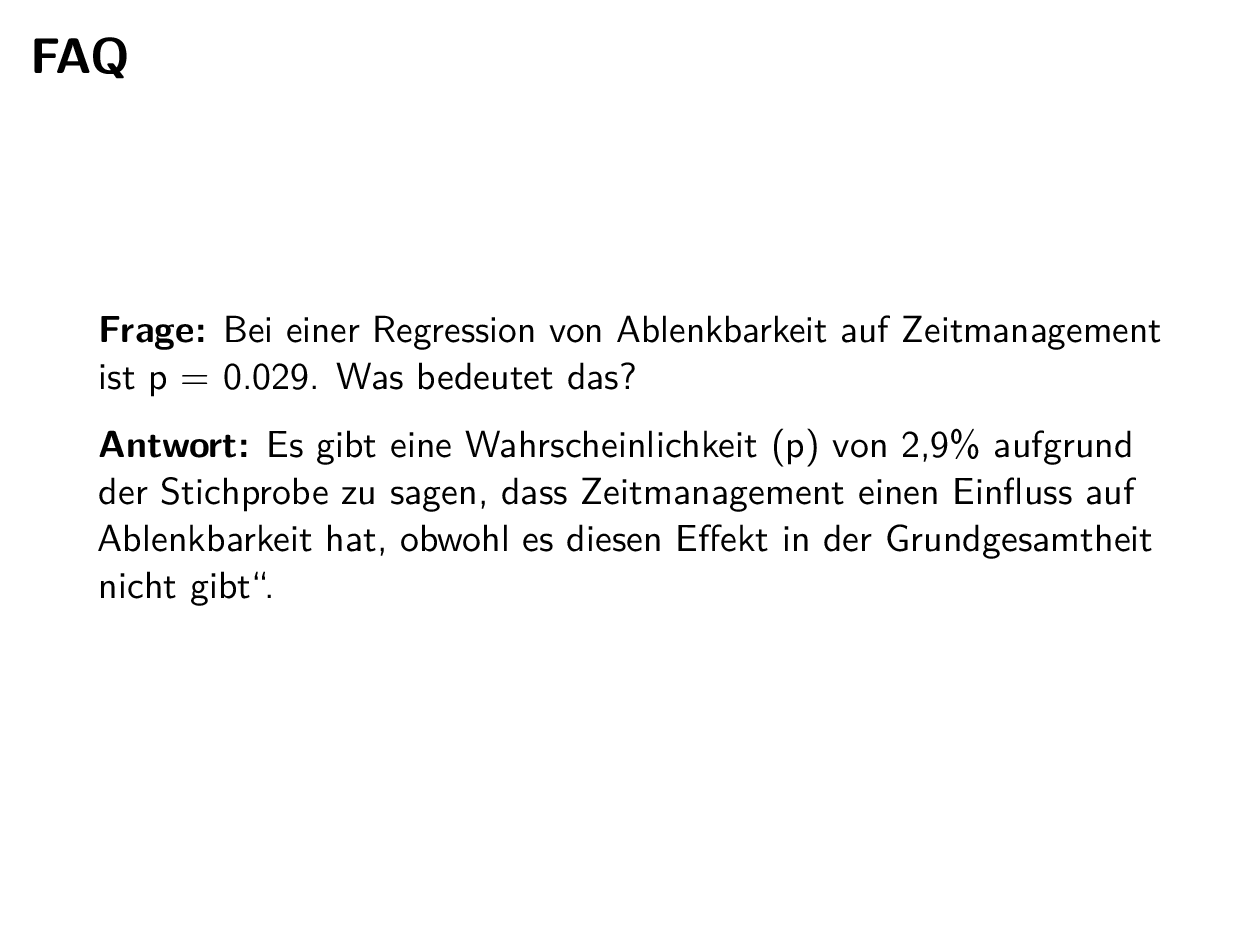 FAQ
Frage: Bei einer Regression von Ablenkbarkeit auf Zeitmanagement
ist p = 0.029. Was bedeutet das?
Antwort: Es gibt eine Wahrscheinlichkeit (p) von 2,9% aufgrund
der Stichprobe zu sagen, dass Zeitmanagement einen Einfluss auf
Ablenkbarkeit hat, obwohl es diesen Effekt in der Grundgesamtheit
nicht gibt“.